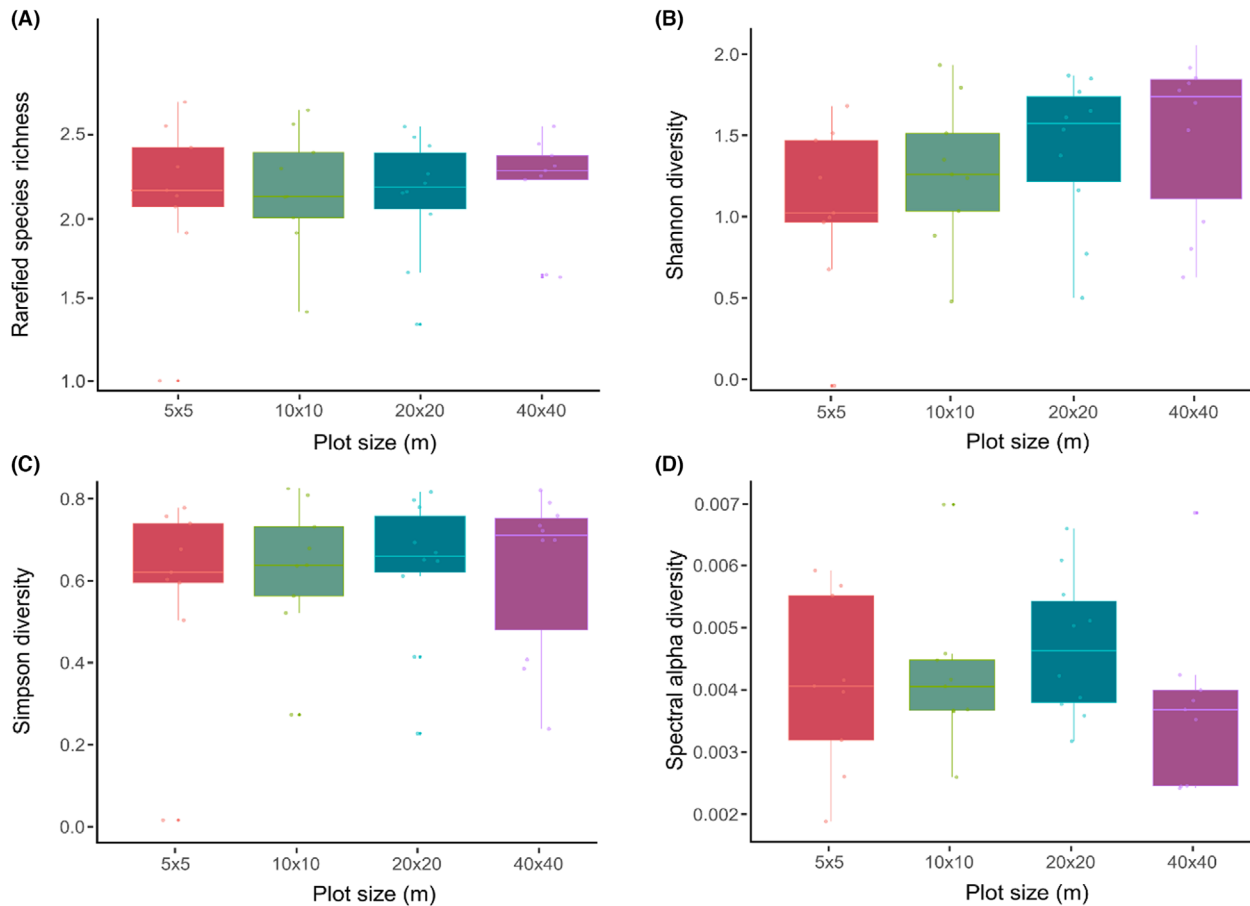 (A)
Rarefied species richness
2.5
2.0
1.5
1.0
5x5
10x10
20x20
40x40
Plot size (m)
(B)
Shannon diversity
2.0
1.5
1.0
0.5
0.0
5x5
10x10
20x20
40x40
Plot size (m)
(C)
Simpson diversity
0.8
0.6
0.4
0.2
0.0
5x5
10x10
20x20
40x40
Plot size (m)
(D)
Spectral alpha diversity
0.007
0.006
0.005
0.004
0.003
0.002
5x5
10x10
20x20
40x40
Plot size (m)